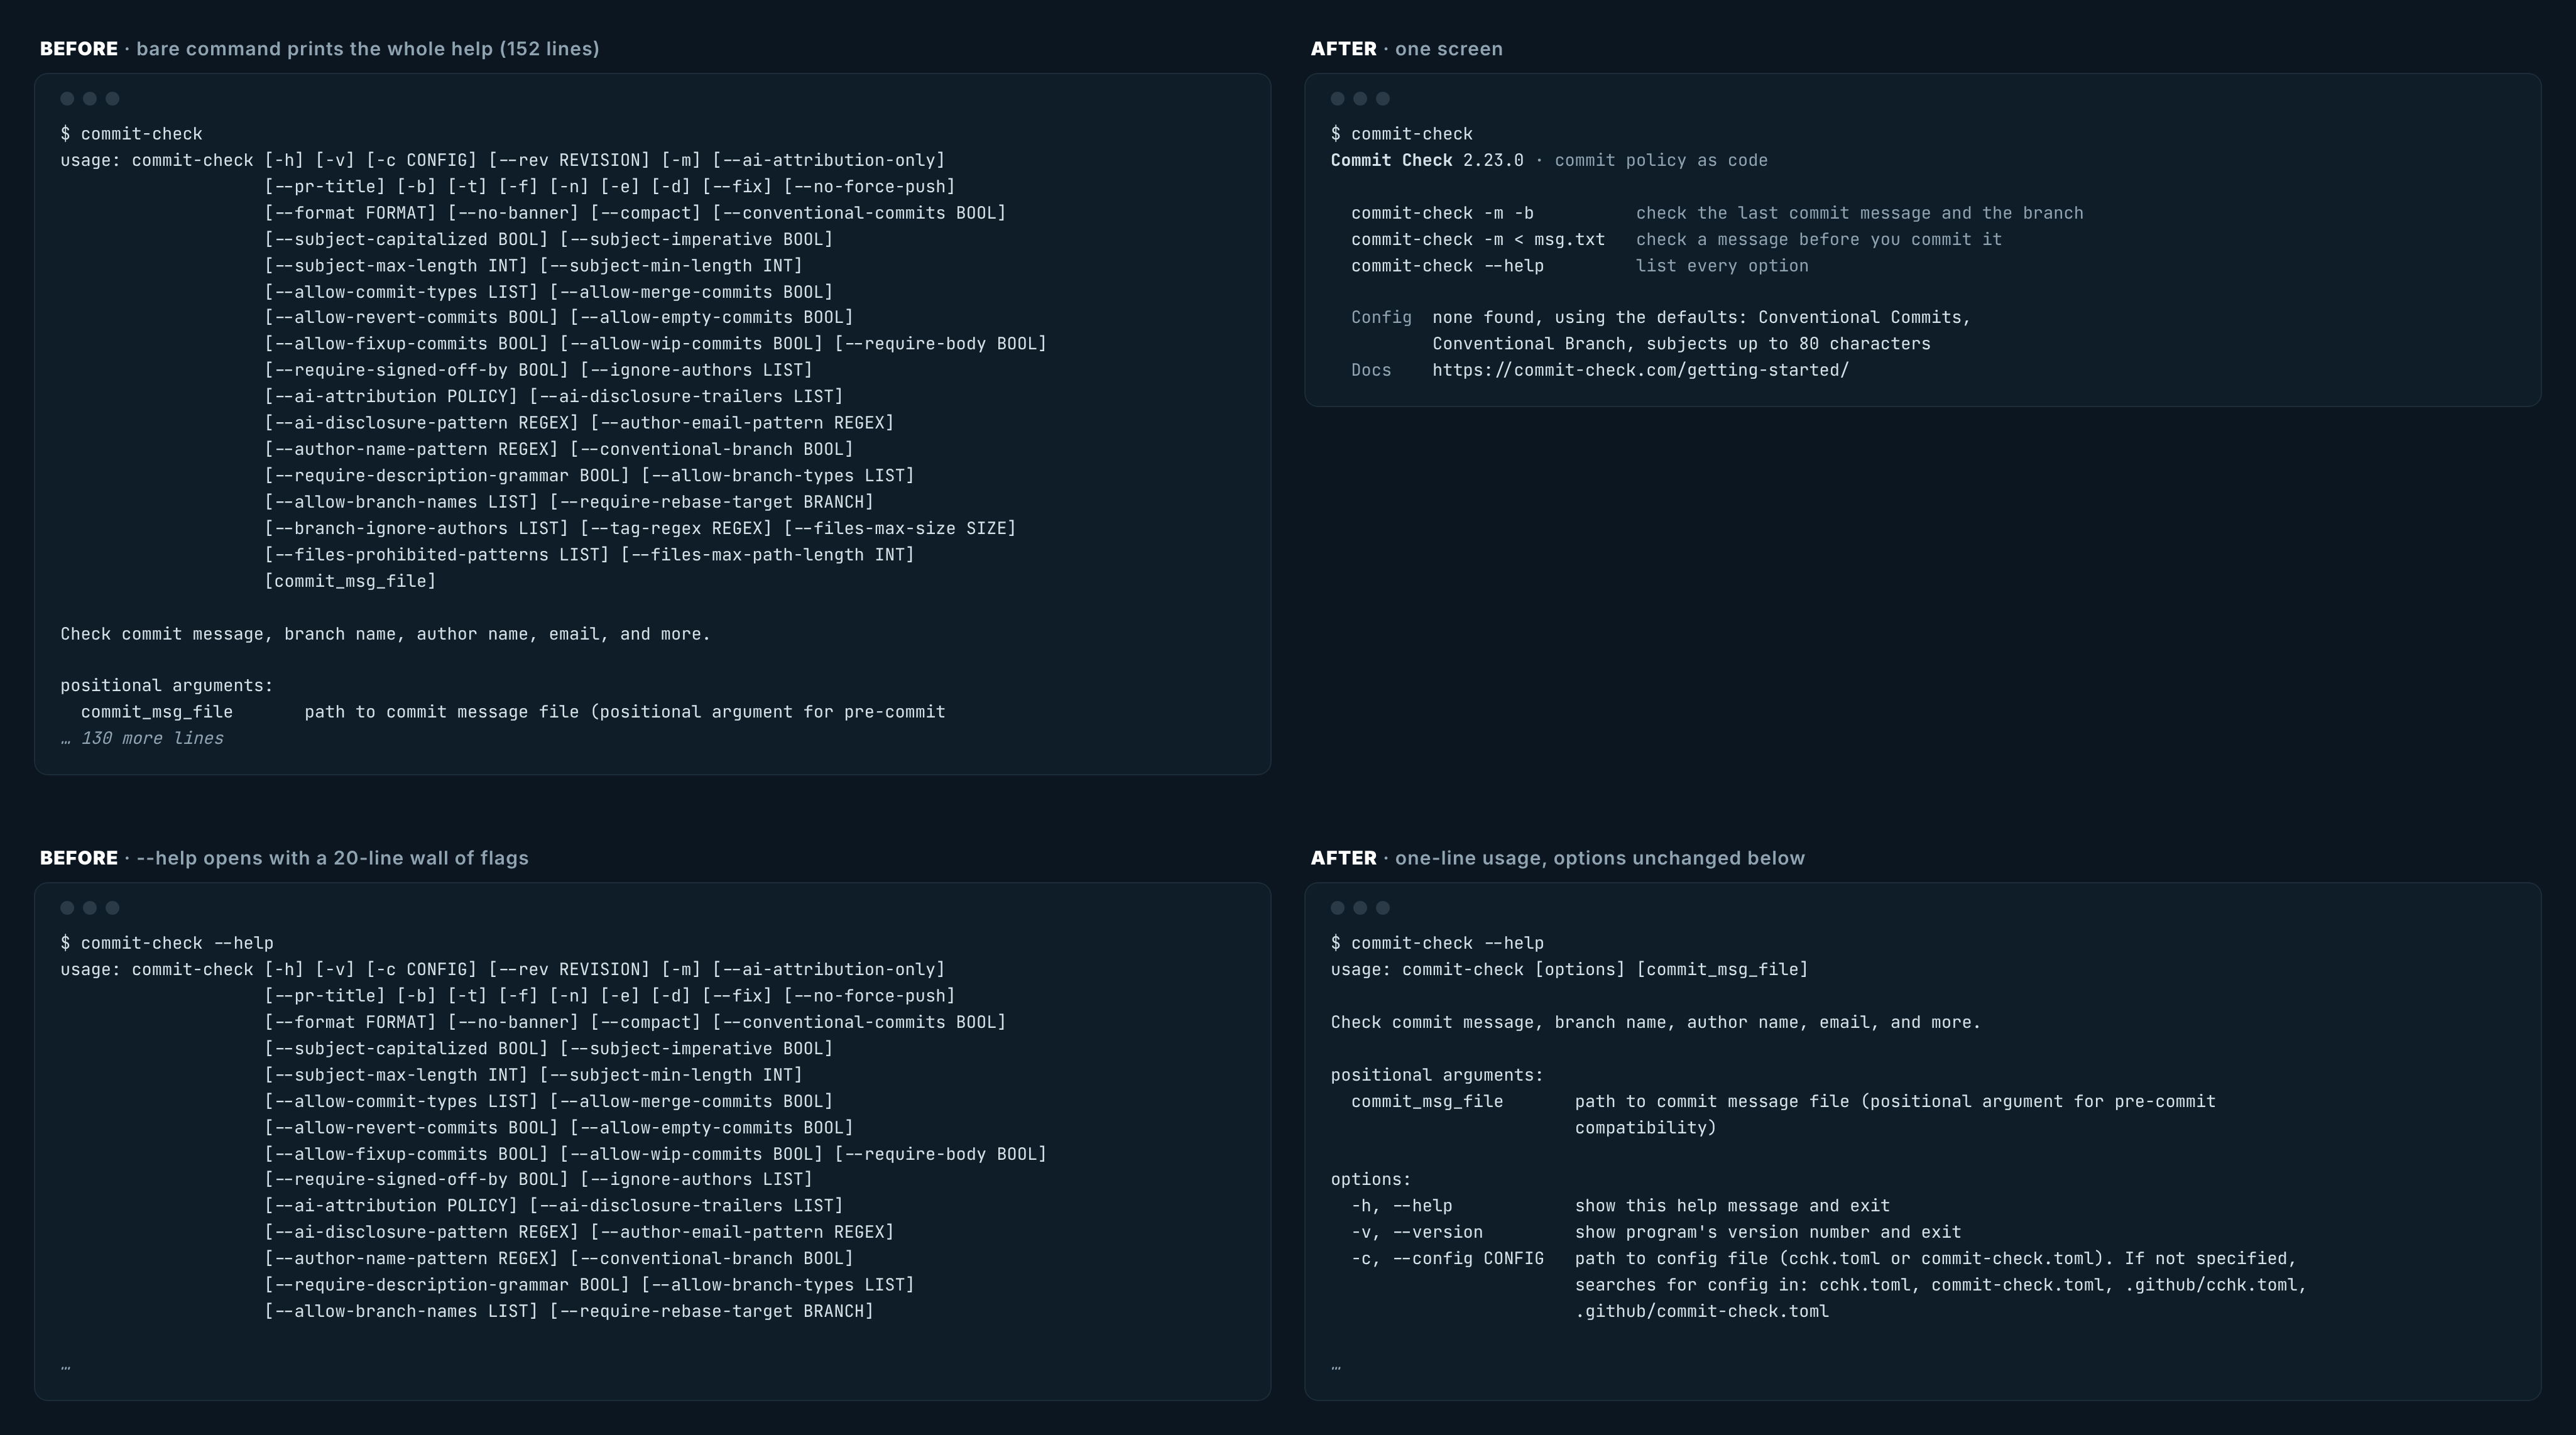 BEFORE · bare command prints the whole help (152 lines)
$ commit-check
usage: commit-check [-h] [-v] [-c CONFIG] [--rev REVISION] [-m] [--ai-attribution-only]
[--pr-title] [-b] [-t] [-f] [-n] [-e] [-d] [--fix] [--no-force-push]
[--format FORMAT] [--no-banner] [--compact] [--conventional-commits BOOL]
[--subject-capitalized BOOL] [--subject-imperative BOOL]
[--subject-max-length INT] [--subject-min-length INT]
[--allow-commit-types LIST] [--allow-merge-commits BOOL]
[--allow-revert-commits BOOL] [--allow-empty-commits BOOL]
[--allow-fixup-commits BOOL] [--allow-wip-commits BOOL] [--require-body BOOL]
[--require-signed-off-by BOOL] [--ignore-authors LIST]
[--ai-attribution POLICY] [--ai-disclosure-trailers LIST]
[--ai-disclosure-pattern REGEX] [--author-email-pattern REGEX]
[--author-name-pattern REGEX] [--conventional-branch BOOL]
[--require-description-grammar BOOL] [--allow-branch-types LIST]
[--allow-branch-names LIST] [--require-rebase-target BRANCH]
[--branch-ignore-authors LIST] [--tag-regex REGEX] [--files-max-size SIZE]
[--files-prohibited-patterns LIST] [--files-max-path-length INT]
[commit_msg_file]
Check commit message, branch name, author name, email, and more.
positional arguments:
commit_msg_file path to commit message file (positional argument for pre-commit
… 130 more lines
AFTER · one screen
$ commit-check
Commit Check 2.23.0 · commit policy as code
commit-check -m -b check the last commit message and the branch
commit-check -m < msg.txt check a message before you commit it
commit-check --help list every option
Config none found, using the defaults: Conventional Commits,
Conventional Branch, subjects up to 80 characters
Docs https://commit-check.com/getting-started/
BEFORE · --help opens with a 20-line wall of flags
$ commit-check --help
usage: commit-check [-h] [-v] [-c CONFIG] [--rev REVISION] [-m] [--ai-attribution-only]
[--pr-title] [-b] [-t] [-f] [-n] [-e] [-d] [--fix] [--no-force-push]
[--format FORMAT] [--no-banner] [--compact] [--conventional-commits BOOL]
[--subject-capitalized BOOL] [--subject-imperative BOOL]
[--subject-max-length INT] [--subject-min-length INT]
[--allow-commit-types LIST] [--allow-merge-commits BOOL]
[--allow-revert-commits BOOL] [--allow-empty-commits BOOL]
[--allow-fixup-commits BOOL] [--allow-wip-commits BOOL] [--require-body BOOL]
[--require-signed-off-by BOOL] [--ignore-authors LIST]
[--ai-attribution POLICY] [--ai-disclosure-trailers LIST]
[--ai-disclosure-pattern REGEX] [--author-email-pattern REGEX]
[--author-name-pattern REGEX] [--conventional-branch BOOL]
[--require-description-grammar BOOL] [--allow-branch-types LIST]
[--allow-branch-names LIST] [--require-rebase-target BRANCH]
…
AFTER · one-line usage, options unchanged below
$ commit-check --help
usage: commit-check [options] [commit_msg_file]
Check commit message, branch name, author name, email, and more.
positional arguments:
commit_msg_file path to commit message file (positional argument for pre-commit
compatibility)
options:
-h, --help show this help message and exit
-v, --version show program's version number and exit
-c, --config CONFIG path to config file (cchk.toml or commit-check.toml). If not specified,
searches for config in: cchk.toml, commit-check.toml, .github/cchk.toml,
.github/commit-check.toml
…